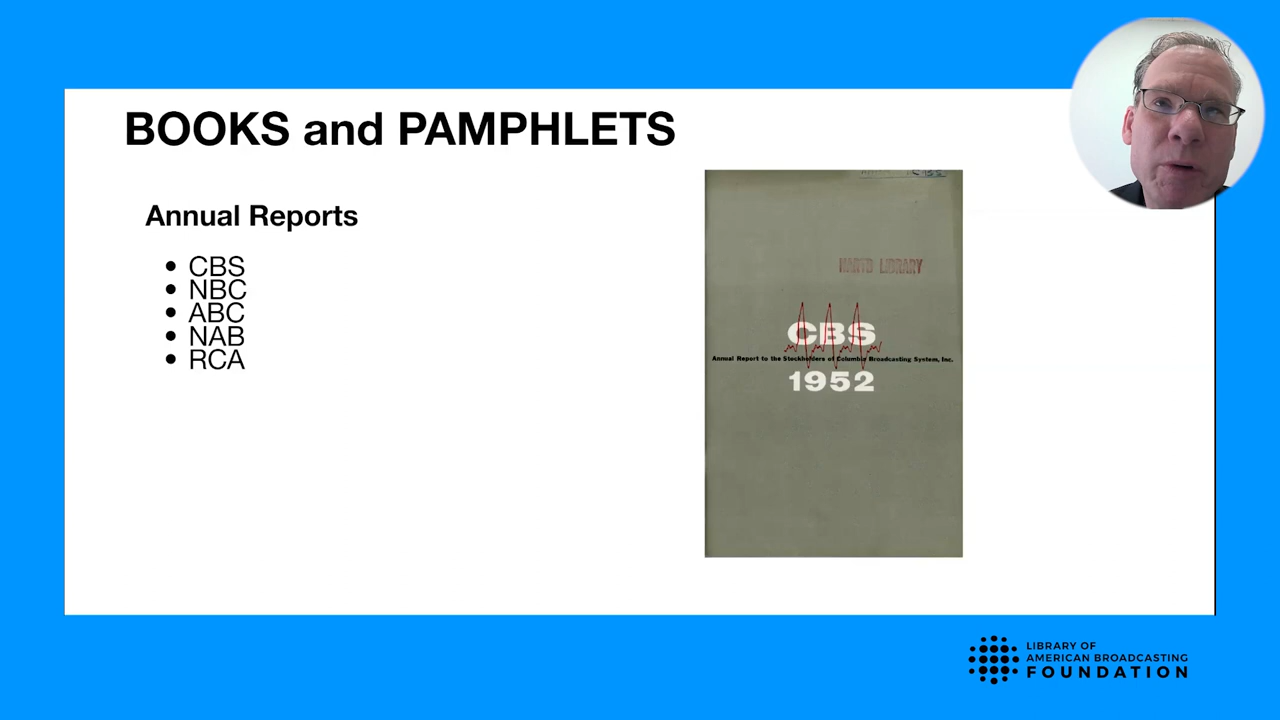 BOOKS and PAMPHLETS
Annual Reports
CBS
NBC
ABC
NAB
RCA
LIBRARY
CBS
Annual Report to the Stockholders of Columbia Broadcasting System, Inc.
1952
LIBRARY OF
AMERICAN BROADCASTING
FOUNDATION